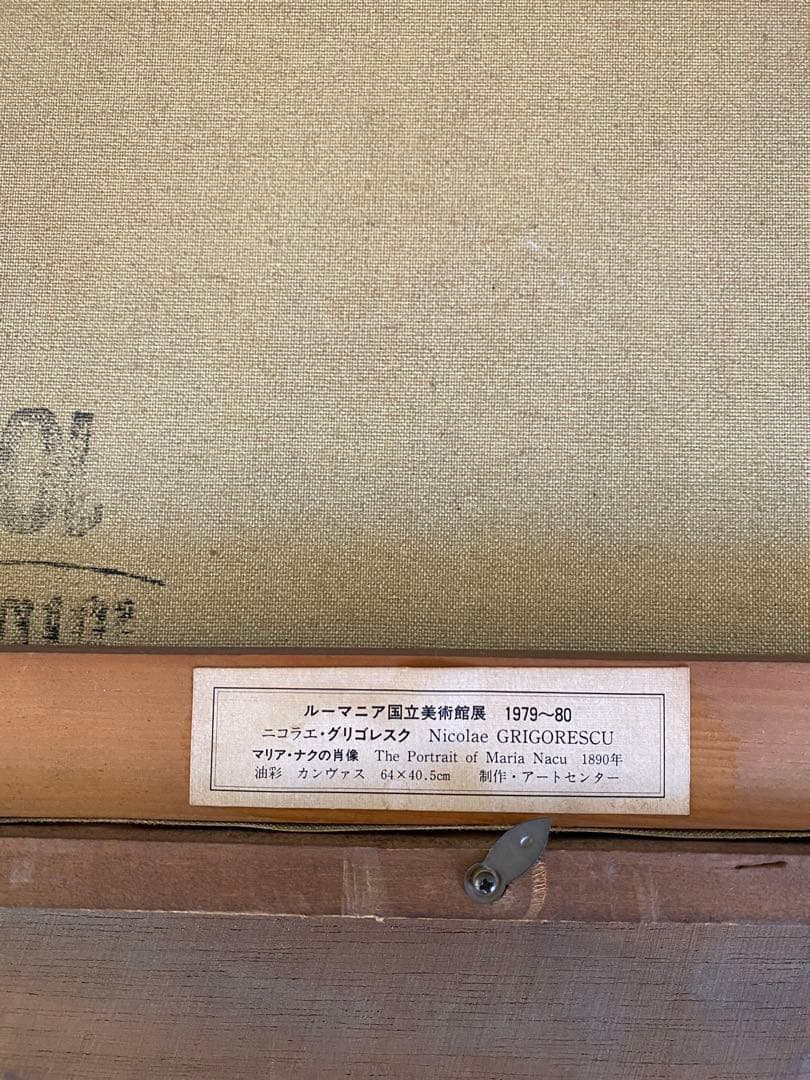 ルーマニア国立美術館展 1979〜80
ニコラエ・グリゴレスク Nicolae GRIGORESCU
マリア・ナクの肖像 The Portrait of Maria Nacu 1890年
油彩 カンヴァス 64×40.5cm 制作・アートセンター